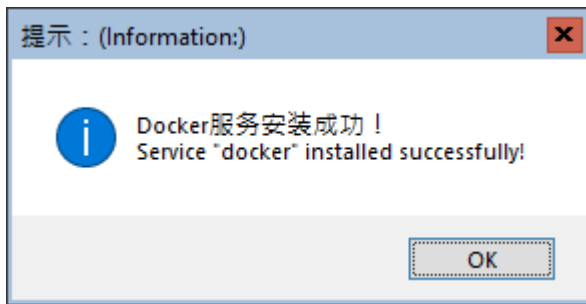 提示：(Information:)
Docker服务安装成功！
Service "docker" installed successfully!
OK